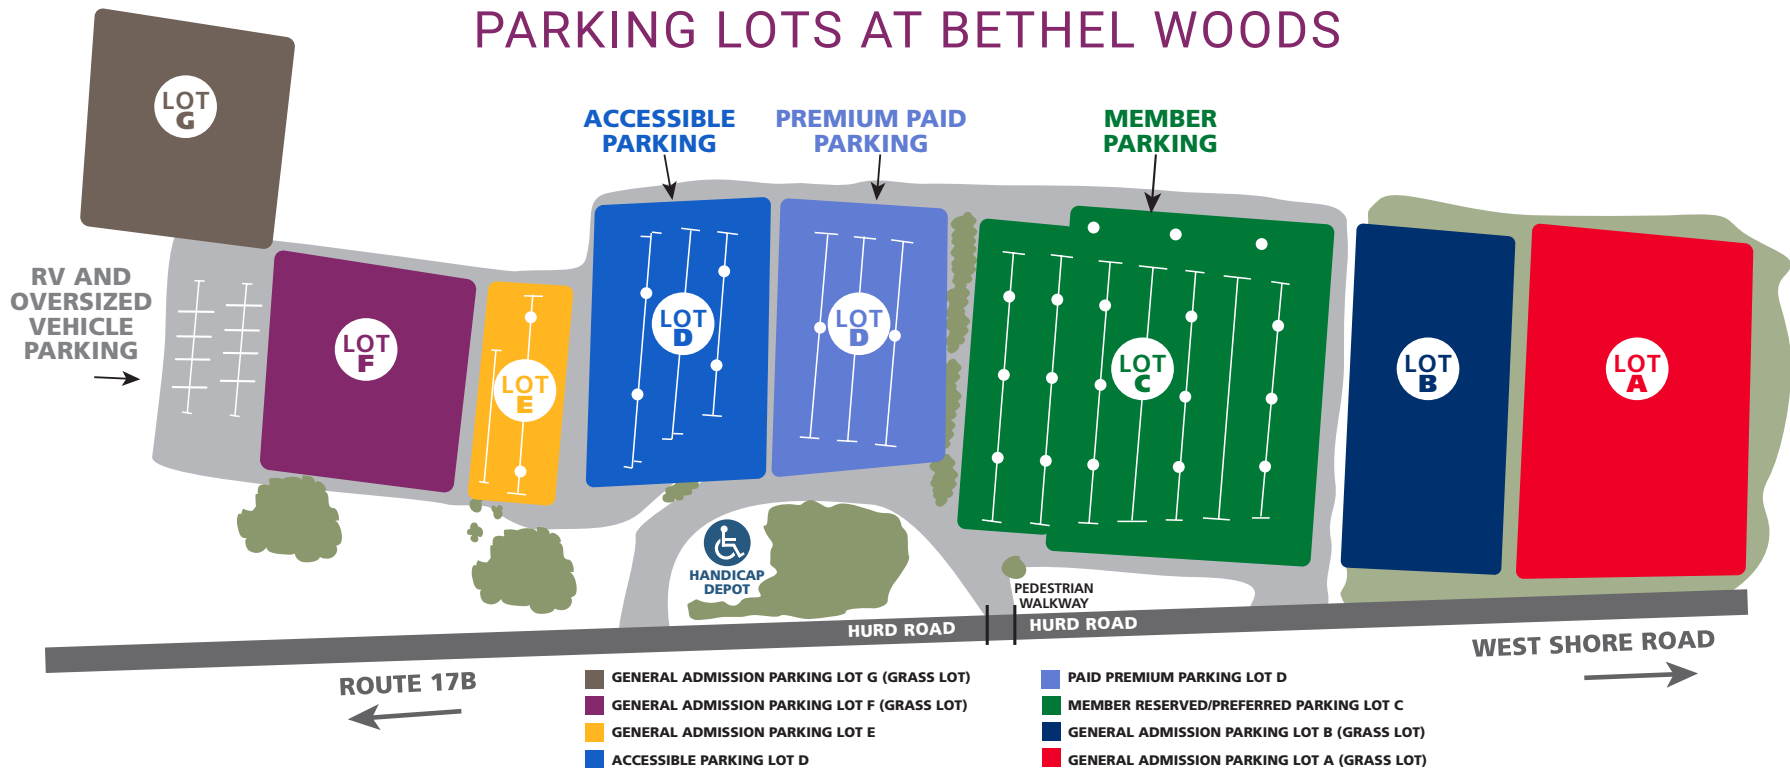 PARKING LOTS AT BETHEL WOODS
LOT
G
ACCESSIBLE
PARKING
PREMIUM PAID
PARKING
MEMBER
PARKING
RV AND
OVERSIZED
VEHICLE
PARKING
LOT
F
LOT
E
LOT
D
LOT
D
LOT
C
LOT
B
LOT
A
HANDICAP
DEPOT
PEDESTRIAN
WALKWAY
HURD ROAD
HURD ROAD
WEST SHORE ROAD
ROUTE 17B
GENERAL ADMISSION PARKING LOT G (GRASS LOT)
GENERAL ADMISSION PARKING LOT F (GRASS LOT)
GENERAL ADMISSION PARKING LOT E
ACCESSIBLE PARKING LOT D
PAID PREMIUM PARKING LOT D
MEMBER RESERVED/PREFERRED PARKING LOT C
GENERAL ADMISSION PARKING LOT B (GRASS LOT)
GENERAL ADMISSION PARKING LOT A (GRASS LOT)